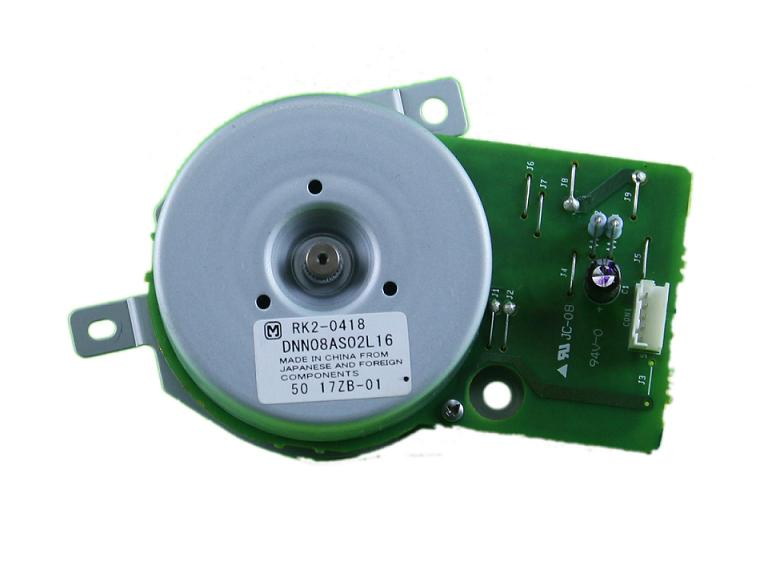 M RK2-0418
DNN08AS02L16
MADE IN CHINA FROM
JAPANESE AND FOREIGN
COMPONENTS
50 17ZB-01
J6
J7
J8
J9
J4
J5
J1
J2
C1
+
CON1
5
J3
JC-08
94V-0